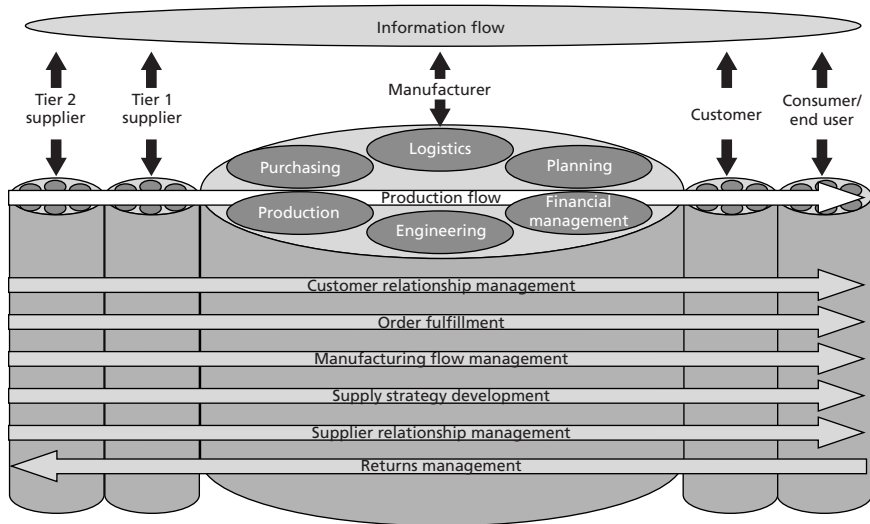 Information flow
Tier 2
supplier
Tier 1
supplier
Manufacturer
Customer
Consumer/
end user
Logistics
Purchasing
Planning
Production flow
Production
Financial
management
Engineering
Customer relationship management
Order fulfillment
Manufacturing flow management
Supply strategy development
Supplier relationship management
Returns management